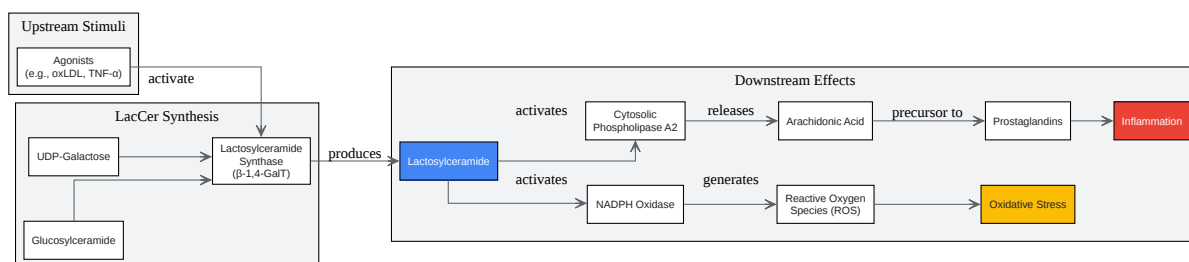 Upstream Stimuli
Agonists
(e.g., oxLDL, TNF-α)
activate
LacCer Synthesis
UDP-Galactose
Glucosylceramide
Lactosylceramide
Synthase
(β-1,4-GalT)
produces
Downstream Effects
Lactosylceramide
activates
Cytosolic
Phospholipase A2
releases
Arachidonic Acid
precursor to
Prostaglandins
Inflammation
activates
NADPH Oxidase
generates
Reactive Oxygen
Species (ROS)
Oxidative Stress